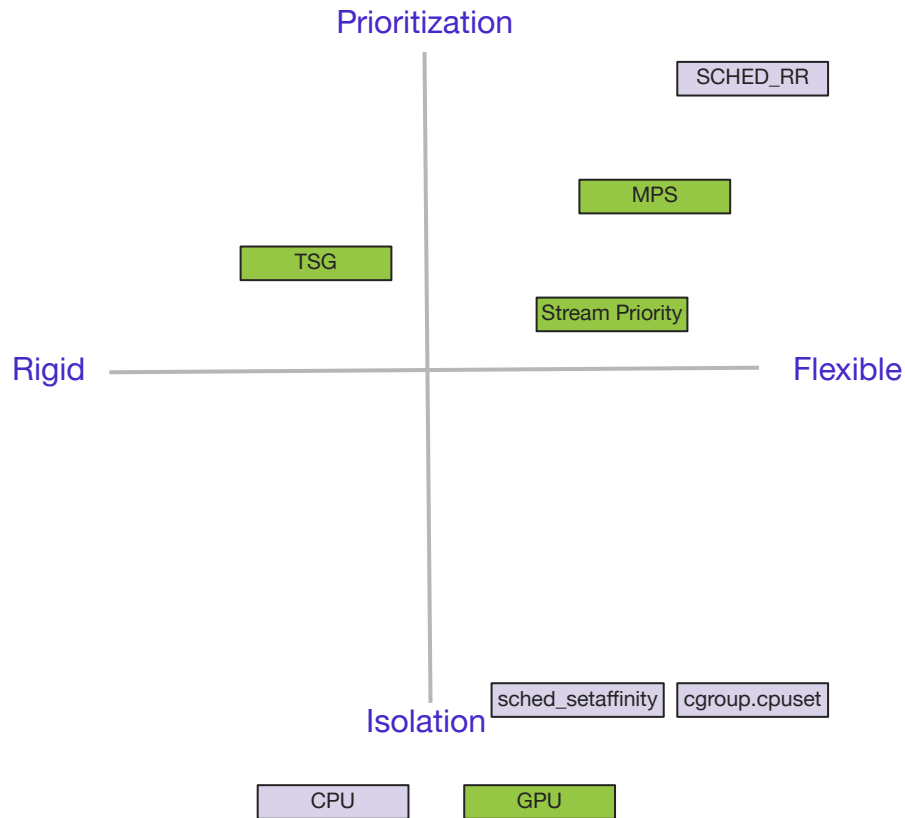 Prioritization
SCHED_RR
MPS
TSG
Stream Priority
Rigid
Flexible
sched_setaffinity
cgroup.cpuset
Isolation
CPU
GPU